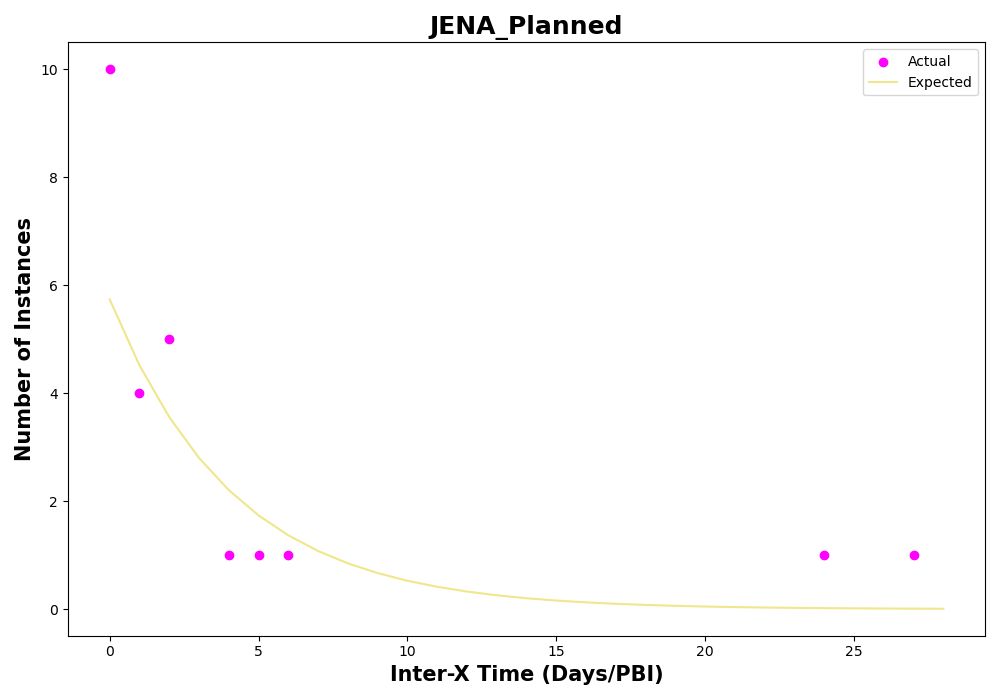 JENA_Planned
Actual
Expected
10
8
6
4
2
0
Number of Instances
0 5 10 15 20 25
Inter-X Time (Days/PBI)